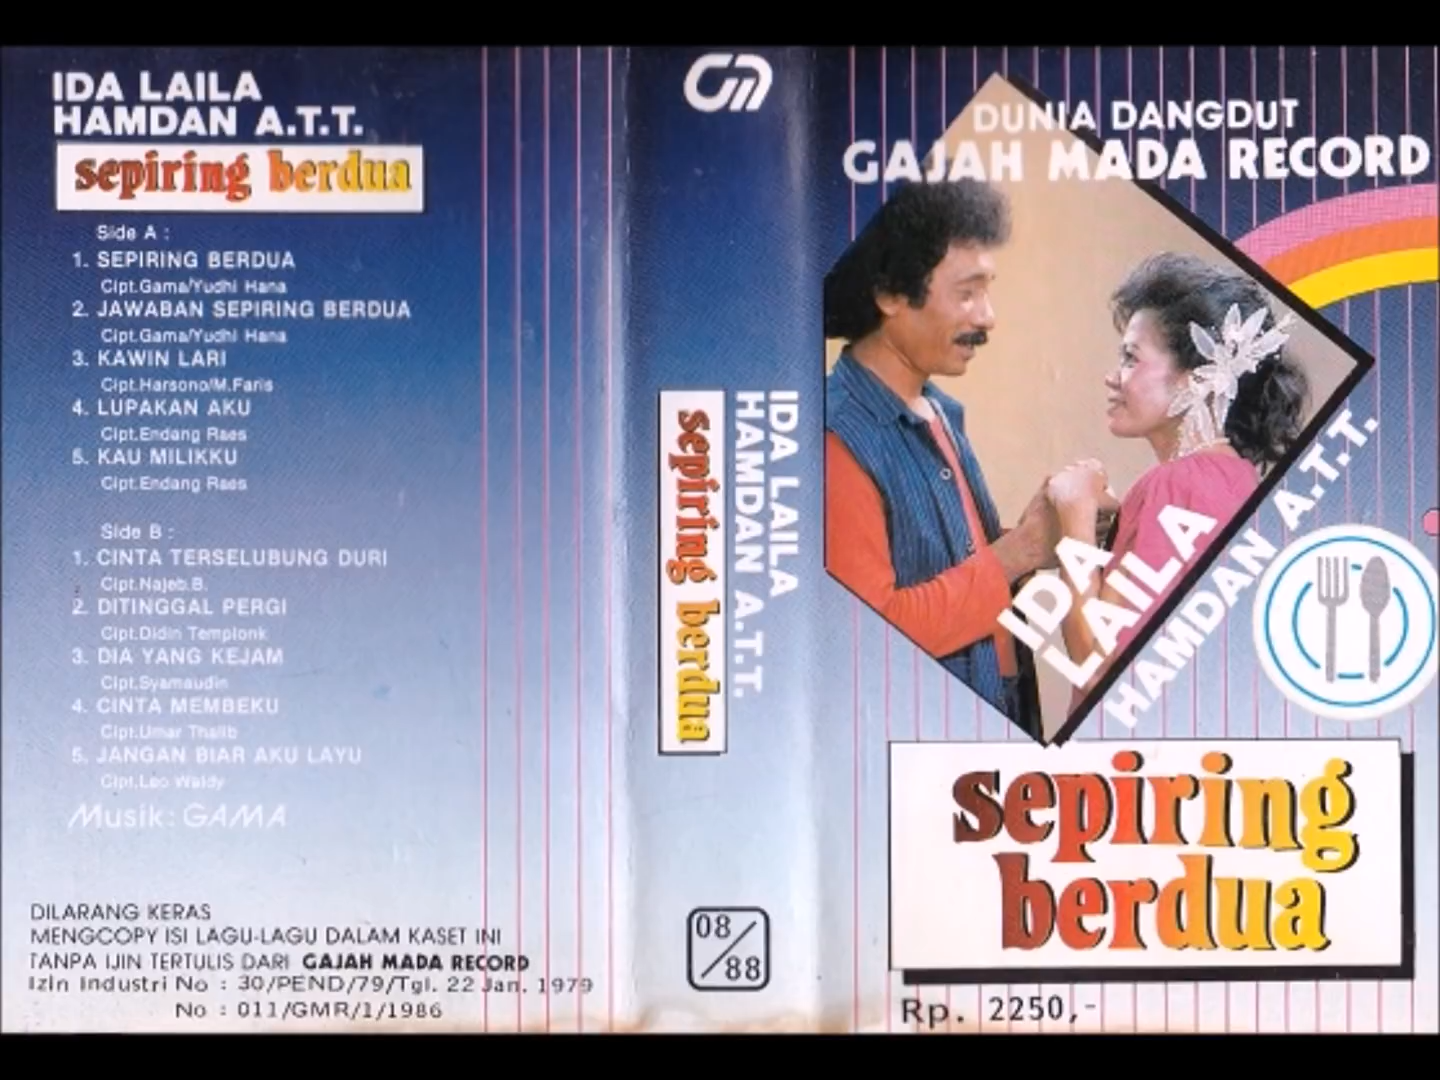 IDA LAILA
HAMDAN A.T.T.
sepiring berdua
Side A :
1. SEPIRING BERDUA
Cipt.Gama/Yudhi Hana
2. JAWABAN SEPIRING BERDUA
Cipt.Gama/Yudhi Hana
3. KAWIN LARI
Cipt.Harsono/M.Faris
4. LUPAKAN AKU
Cipt.Endang Raes
5. KAU MILIKKU
Cipt.Endang Raes
Side B :
1. CINTA TERSELUBUNG DURI
Cipt.Najeb.B.
2. DITINGGAL PERGI
Cipt.Didin Templonk
3. DIA YANG KEJAM
Cipt.Syamaudin
4. CINTA MEMBEKU
Cipt.Umar Thalib
5. JANGAN BIAR AKU LAYU
Cipt.Leo Waldy
Musik: GAMA
DILARANG KERAS
MENGCOPY ISI LAGU-LAGU DALAM KASET INI
TANPA IJIN TERTULIS DARI GAJAH MADA RECORD
Izin Industri No : 30/PEND/79/Tgl. 22 Jan. 1979
No : 011/GMR/1/1986
IDA LAILA
HAMDAN A.T.T.
sepiring berdua
08/88
DUNIA DANGDUT
GAJAH MADA RECORD
IDA
LAILA
HAMDAN A.T.T.
sepiring
berdua
Rp. 2250,-